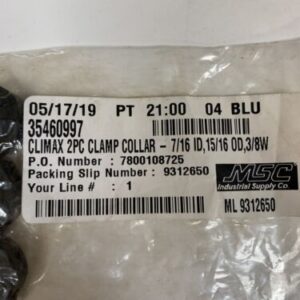 05/17/19 PT 21:00 04 BLU
35460997
CLIMAX 2PC CLAMP COLLAR - 7/16 ID,15/16 OD,3/8W
P.O. Number : 7800108725
Packing Slip Number : 9312650
Your Line # : 1
MSC
Industrial Supply Co.
ML 9312650